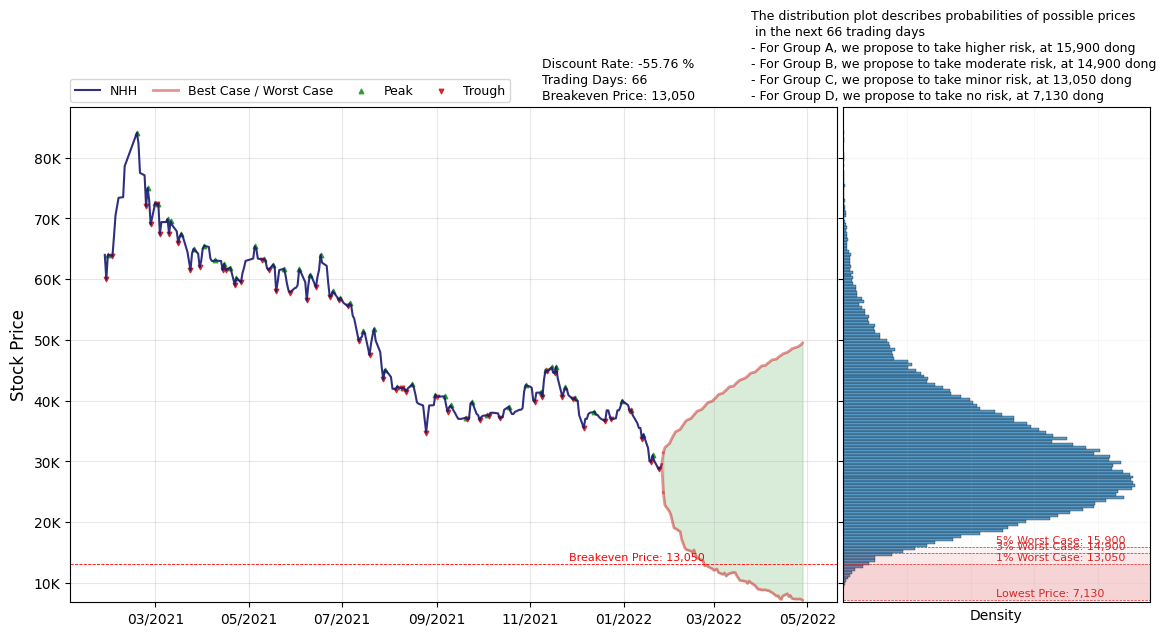 The distribution plot describes probabilities of possible prices
in the next 66 trading days
- For Group A, we propose to take higher risk, at 15,900 dong
- For Group B, we propose to take moderate risk, at 14,900 dong
- For Group C, we propose to take minor risk, at 13,050 dong
- For Group D, we propose to take no risk, at 7,130 dong
Discount Rate: -55.76 %
Trading Days: 66
Breakeven Price: 13,050
NHH Best Case / Worst Case Peak Trough
Stock Price
80K
70K
60K
50K
40K
30K
20K
10K
Breakeven Price: 13,050
5% Worst Case: 15,900
3% Worst Case: 14,900
1% Worst Case: 13,050
Lowest Price: 7,130
03/2021 05/2021 07/2021 09/2021 11/2021 01/2022 03/2022 05/2022
Density